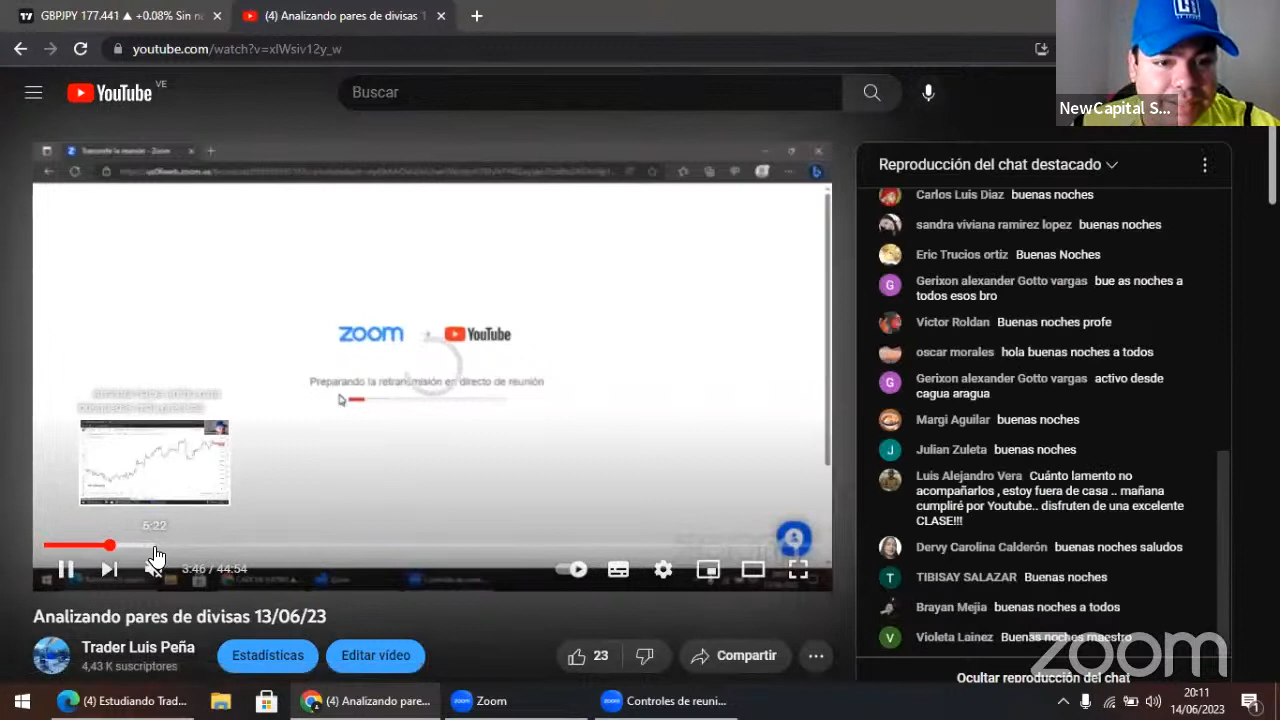 GBPJPY 177.441 ▲ +0.08% Sin n
(4) Analizando pares de divisas 1
youtube.com/watch?v=xlWsiv12y_w
YouTube VE
Buscar
NewCapital S...
Trancando la reunión - Zoom
zoom → YouTube
Preparando la retransmisión en directo de reunión
5:22
3:46 / 44:54
Analizando pares de divisas 13/06/23
Trader Luis Peña
4,43 K suscriptores
Estadísticas
Editar vídeo
23
Compartir
Reproducción del chat destacado
Carlos Luis Diaz buenas noches
sandra viviana ramirez lopez buenas noches
Eric Trucios ortiz Buenas Noches
Gerixon alexander Gotto vargas bue as noches a
todos esos bro
Victor Roldan Buenas noches profe
oscar morales hola buenas noches a todos
Gerixon alexander Gotto vargas activo desde
cagua aragua
Margi Aguilar buenas noches
Julian Zuleta buenas noches
Luis Alejandro Vera Cuánto lamento no
acompañarlos , estoy fuera de casa .. mañana
cumpliré por Youtube.. disfruten de una excelente
CLASE!!!
Dervy Carolina Calderón buenas noches saludos
TIBISAY SALAZAR Buenas noches
Brayan Mejia buenas noches a todos
Violeta Lainez Buenas noches maestro
Ocultar reproducción del chat
zoom
(4) Estudiando Trad...
(4) Analizando pare...
Zoom
Controles de reuni...
20:11
14/06/2023